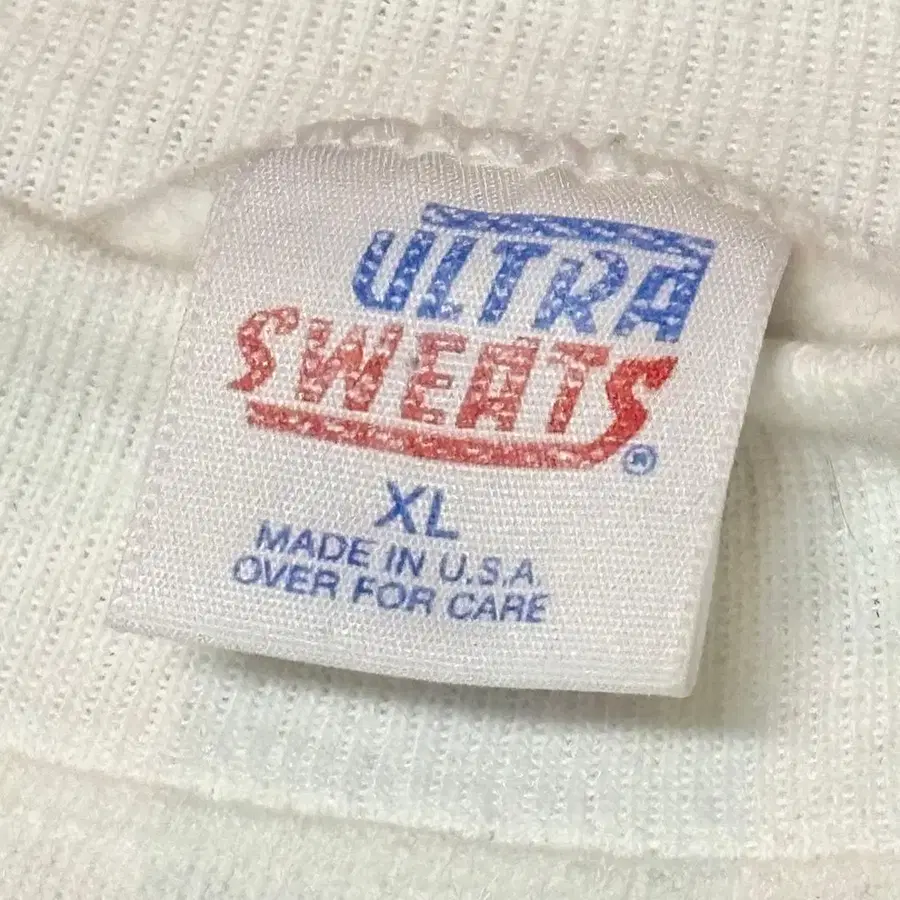 ULTRA
SWEATS®
XL
MADE IN U.S.A.
OVER FOR CARE